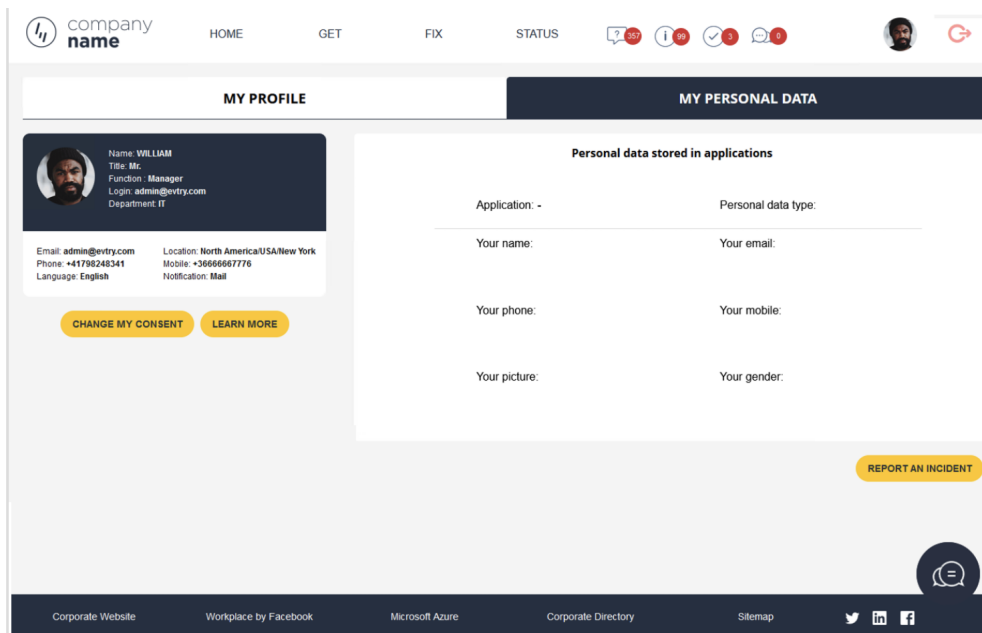 company
name
HOME GET FIX STATUS ? 357 i 99 3 0
MY PROFILE MY PERSONAL DATA
Name: WILLIAM
Title: Mr.
Function : Manager
Login: admin@evtry.com
Department: IT
Email: admin@evtry.com Location: North America/USA/New York
Phone: +41798248341 Mobile: +36666667776
Language: English Notification: Mail
CHANGE MY CONSENT LEARN MORE
Personal data stored in applications
Application: - Personal data type:
Your name: Your email:
Your phone: Your mobile:
Your picture: Your gender:
REPORT AN INCIDENT
Corporate Website Workplace by Facebook Microsoft Azure Corporate Directory Sitemap in f